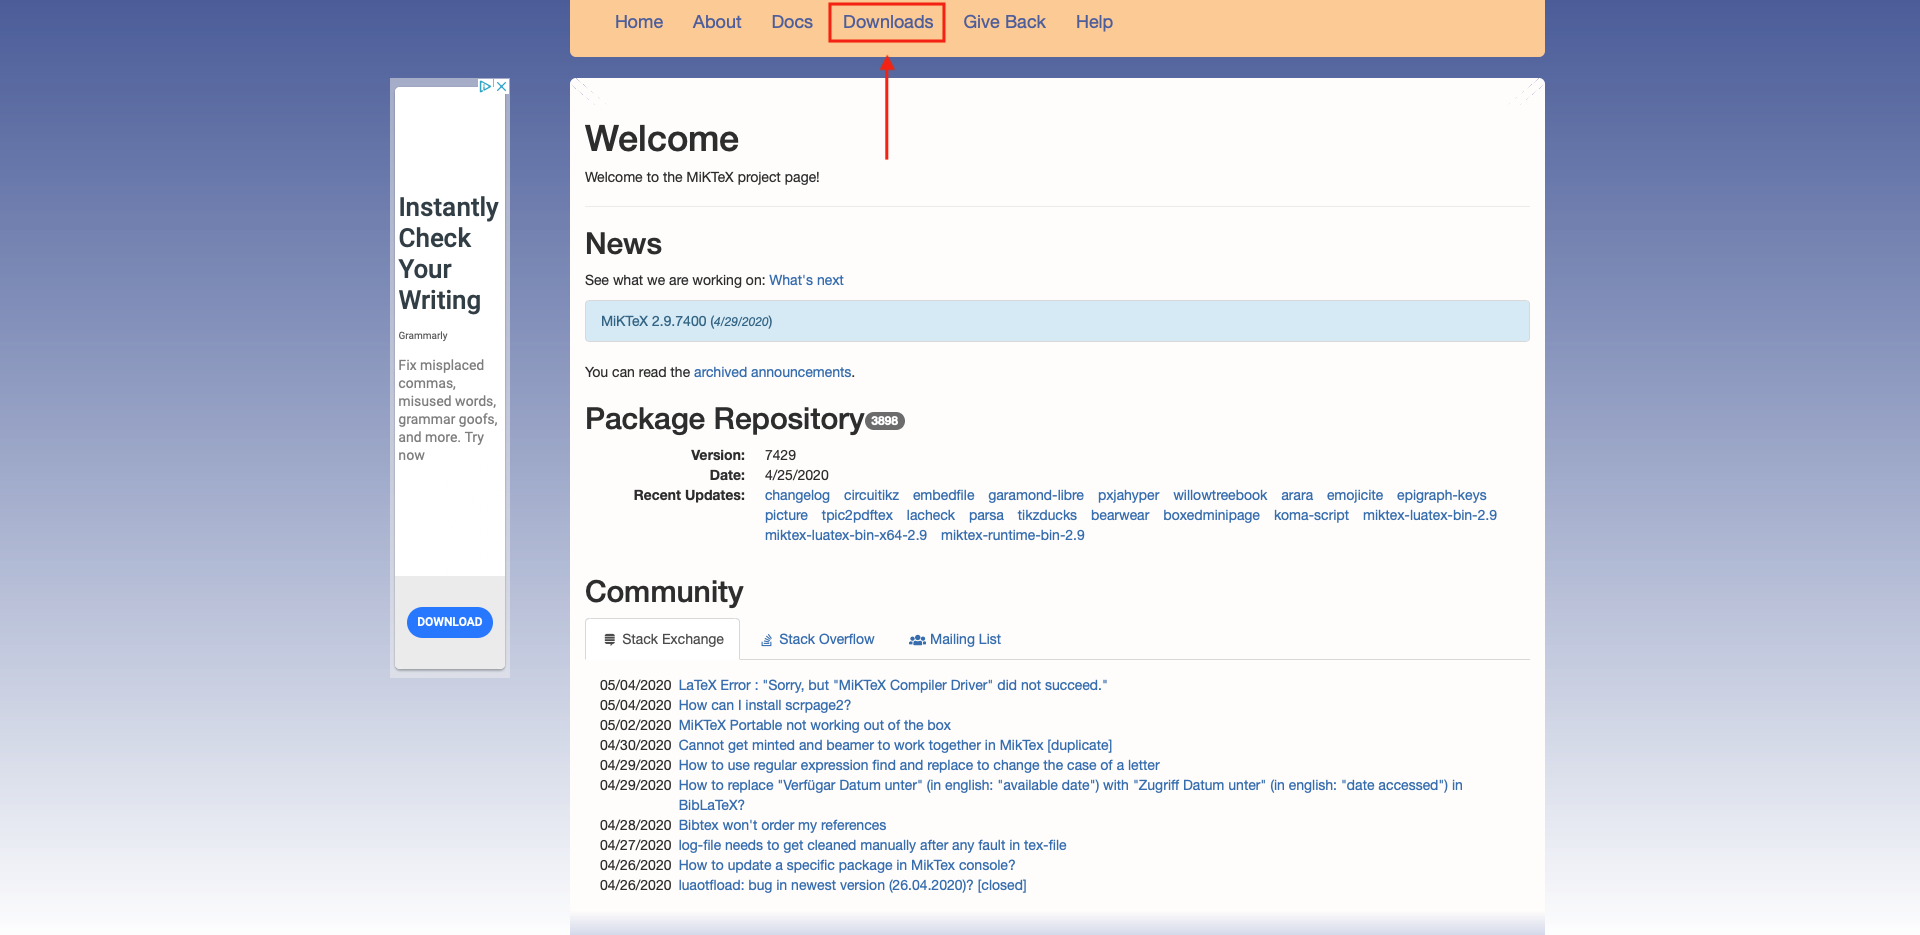 Home About Docs Downloads Give Back Help
Instantly
Check
Your
Writing
Grammarly
Fix misplaced
commas,
misused words,
grammar goofs,
and more. Try
now
DOWNLOAD
Welcome
Welcome to the MiKTeX project page!
News
See what we are working on: What's next
MiKTeX 2.9.7400 (4/29/2020)
You can read the archived announcements.
Package Repository 3898
Version: 7429
Date: 4/25/2020
Recent Updates: changelog circuitikz embedfile garamond-libre pxjahyper willowtreebook arara emojicite epigraph-keys
picture tpic2pdftex lacheck parsa tikzducks bearwear boxedminipage koma-script miktex-luatex-bin-2.9
miktex-luatex-bin-x64-2.9 miktex-runtime-bin-2.9
Community
Stack Exchange Stack Overflow Mailing List
05/04/2020 LaTeX Error : "Sorry, but "MiKTeX Compiler Driver" did not succeed."
05/04/2020 How can I install scrpage2?
05/02/2020 MiKTeX Portable not working out of the box
04/30/2020 Cannot get minted and beamer to work together in MikTex [duplicate]
04/29/2020 How to use regular expression find and replace to change the case of a letter
04/29/2020 How to replace "Verfügar Datum unter" (in english: "available date") with "Zugriff Datum unter" (in english: "date accessed") in
BibLaTeX?
04/28/2020 Bibtex won't order my references
04/27/2020 log-file needs to get cleaned manually after any fault in tex-file
04/26/2020 How to update a specific package in MikTex console?
04/26/2020 luaotfload: bug in newest version (26.04.2020)? [closed]